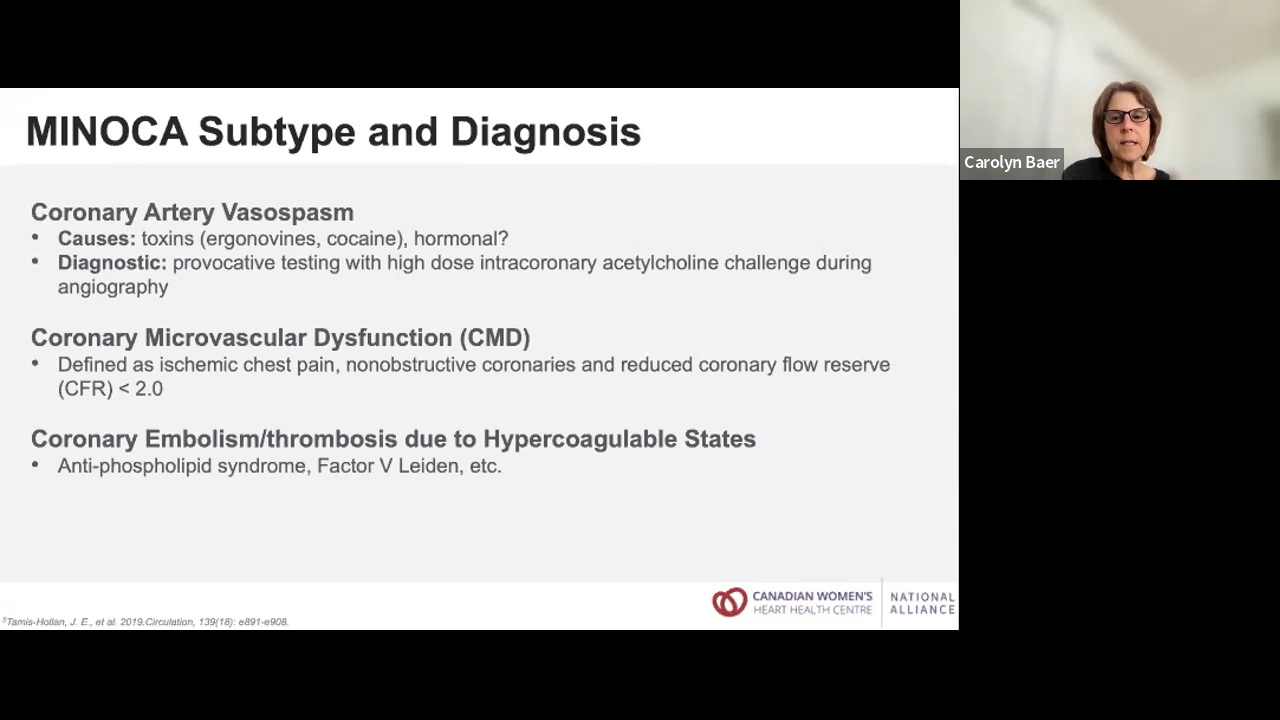 MINOCA Subtype and Diagnosis
Carolyn Baer
Coronary Artery Vasospasm
• Causes: toxins (ergonovines, cocaine), hormonal?
• Diagnostic: provocative testing with high dose intracoronary acetylcholine challenge during
angiography
Coronary Microvascular Dysfunction (CMD)
• Defined as ischemic chest pain, nonobstructive coronaries and reduced coronary flow reserve
(CFR) < 2.0
Coronary Embolism/thrombosis due to Hypercoagulable States
• Anti-phospholipid syndrome, Factor V Leiden, etc.
CANADIAN WOMEN'S
HEART HEALTH CENTRE
NATIONAL
ALLIANCE
³Tamis-Holland, J. E., et al. 2019.Circulation, 139(18): e891-e908.